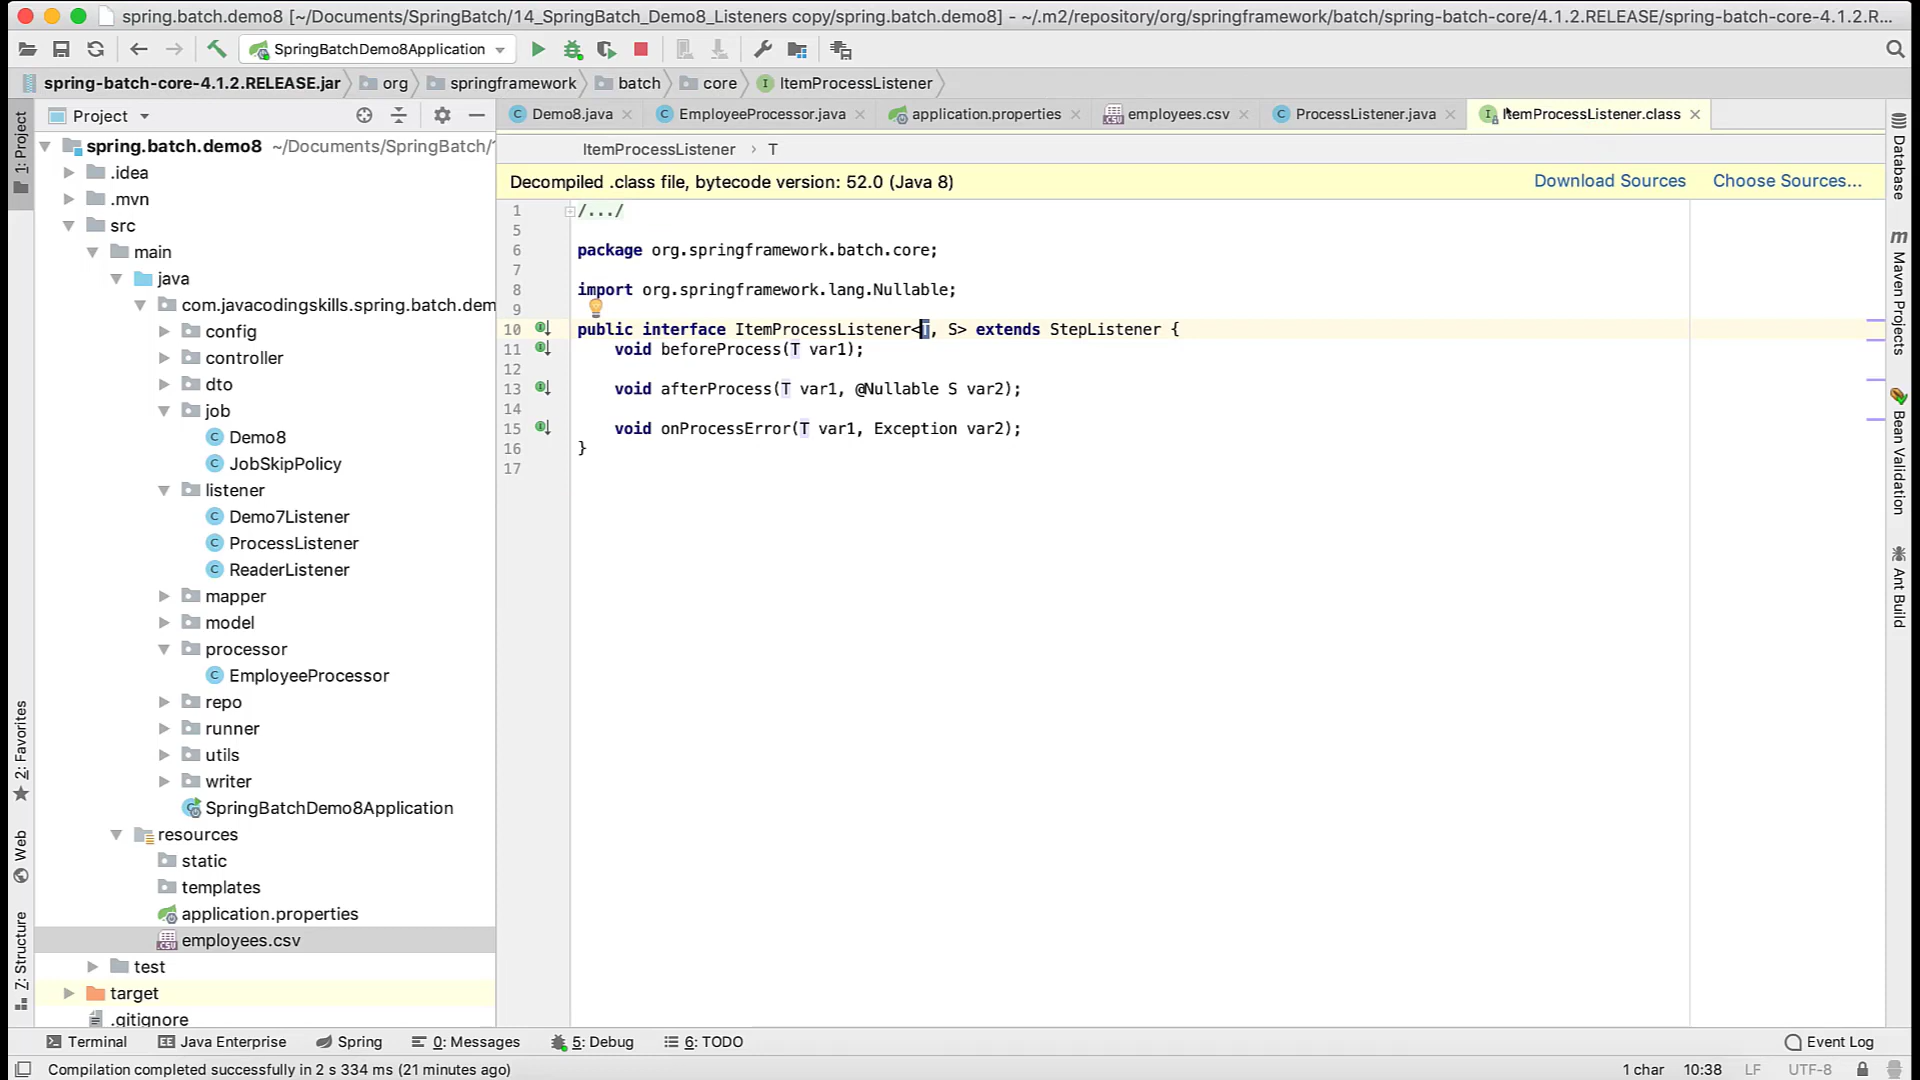 spring.batch.demo8 [~/Documents/SpringBatch/14_SpringBatch_Demo8_Listeners copy/spring.batch.demo8] - ~/.m2/repository/org/springframework/batch/spring-batch-core/4.1.2.RELEASE/spring-batch-core-4.1.2.R...
SpringBatchDemo8Application
spring-batch-core-4.1.2.RELEASE.jar org springframework batch core ItemProcessListener
Project
Demo8.java EmployeeProcessor.java application.properties employees.csv ProcessListener.java ItemProcessListener.class
ItemProcessListener › T
Decompiled .class file, bytecode version: 52.0 (Java 8) Download Sources Choose Sources...
1 /.../
5
6 package org.springframework.batch.core;
7
8 import org.springframework.lang.Nullable;
9
10 public interface ItemProcessListener<T, S> extends StepListener {
11 void beforeProcess(T var1);
12
13 void afterProcess(T var1, @Nullable S var2);
14
15 void onProcessError(T var1, Exception var2);
16 }
17
spring.batch.demo8 ~/Documents/SpringBatch/1
.idea
.mvn
src
main
java
com.javacodingskills.spring.batch.dem
config
controller
dto
job
Demo8
JobSkipPolicy
listener
Demo7Listener
ProcessListener
ReaderListener
mapper
model
processor
EmployeeProcessor
repo
runner
utils
writer
SpringBatchDemo8Application
resources
static
templates
application.properties
employees.csv
test
target
.gitignore
1: Project
2: Favorites
Web
Z: Structure
Database
m Maven Projects
Bean Validation
Ant Build
Terminal Java Enterprise Spring 0: Messages 5: Debug 6: TODO Event Log
Compilation completed successfully in 2 s 334 ms (21 minutes ago) 1 char 10:38 LF UTF-8